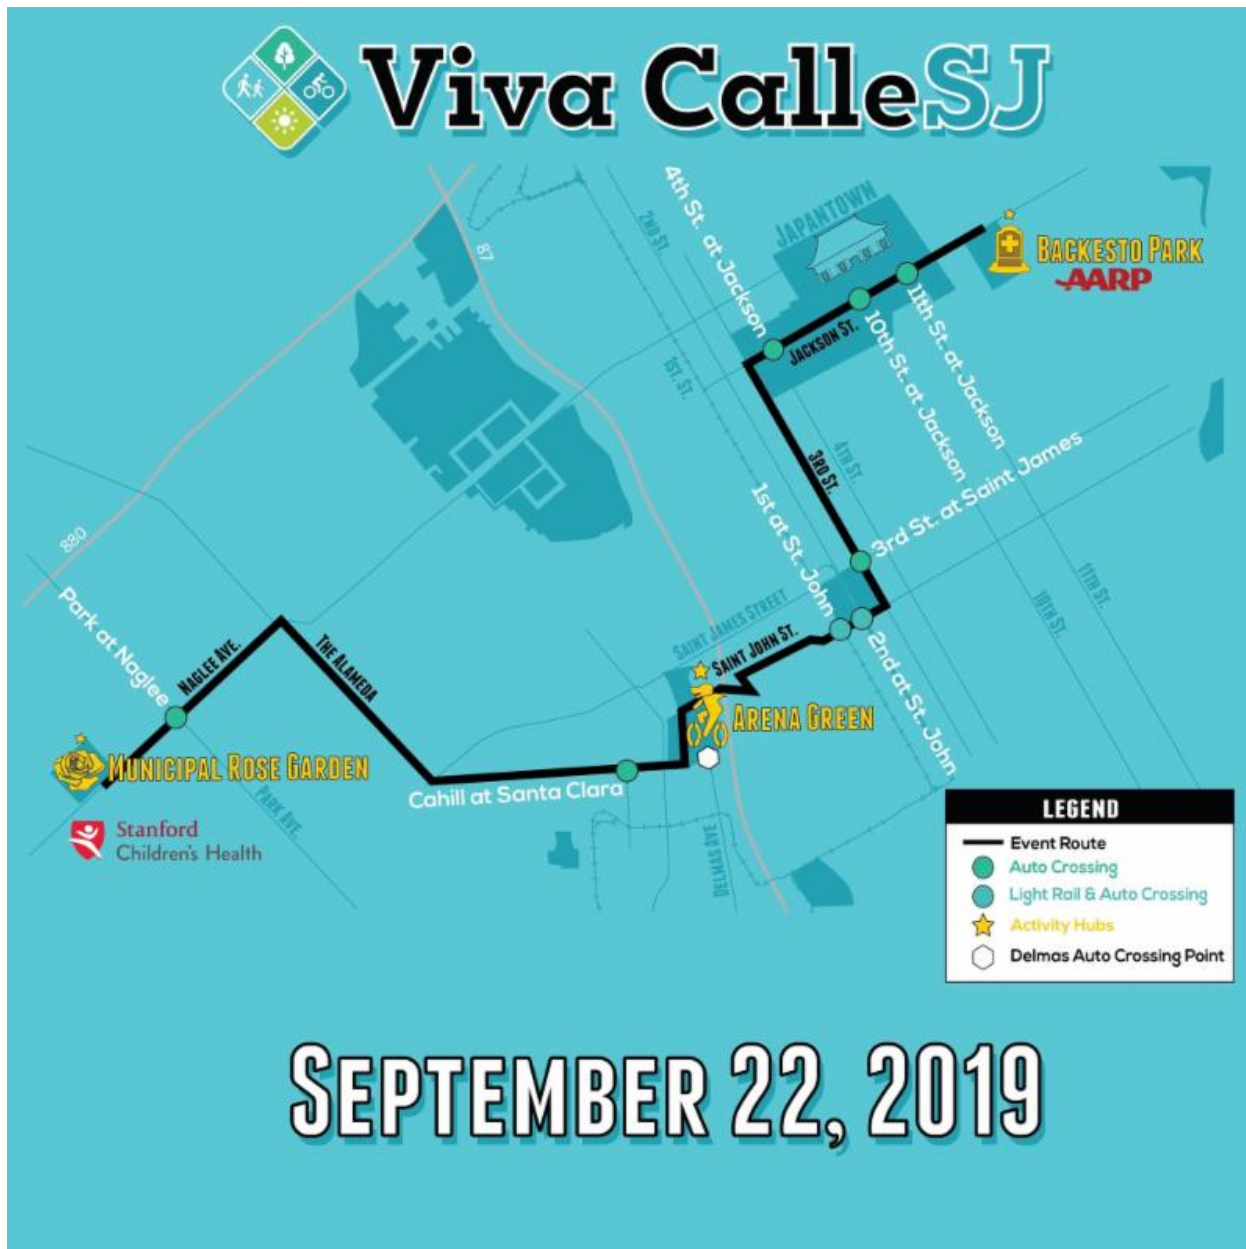 Viva CalleSJ
4th St. at Jackson
2ND ST.
JAPANTOWN
87
BACKESTO PARK
AARP
11th St. at Jackson
10th St. at Jackson
JACKSON ST.
1ST. ST.
3RD ST.
4TH ST.
3rd St. at Saint James
1st at St. John
880
11TH ST.
10TH ST.
Park at Naglee
NAGLEE AVE.
THE ALAMEDA
SAINT JAMES STREET
SAINT JOHN ST.
2nd at St. John
ARENA GREEN
MUNICIPAL ROSE GARDEN
Cahill at Santa Clara
PARK AVE.
Stanford
Children's Health
DELMAS AVE
LEGEND
Event Route
Auto Crossing
Light Rail & Auto Crossing
Activity Hubs
Delmas Auto Crossing Point
SEPTEMBER 22, 2019